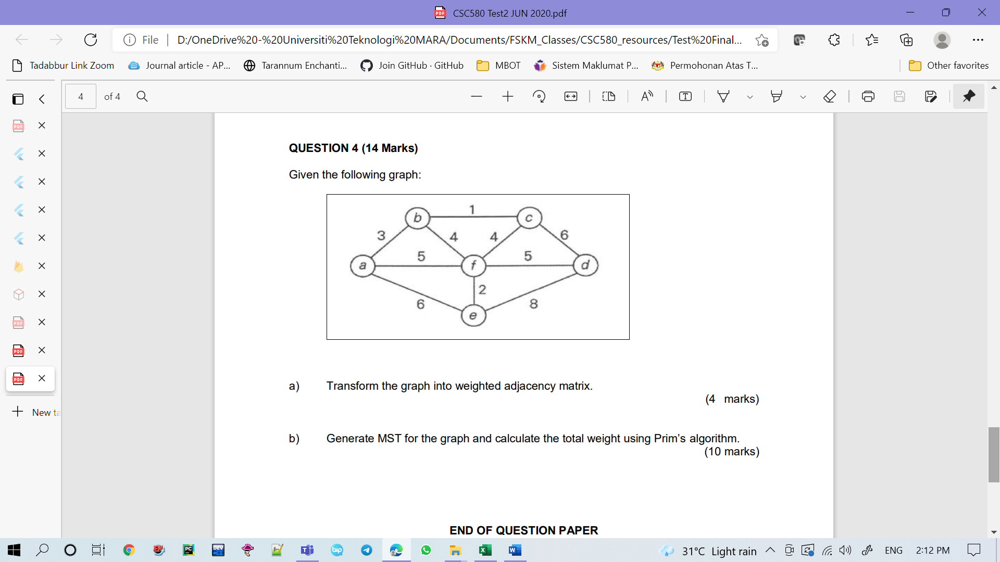 CSC580 Test2 JUN 2020.pdf
File
D:/OneDrive%20-%20Universiti%20Teknologi%20MARA/Documents/FSKM_Classes/CSC580_resources/Test%20Final...
Tadabbur Link Zoom
Journal article - AP...
Tarannum Enchanti...
Join GitHub · GitHub
MBOT
Sistem Maklumat P...
Permohonan Atas T...
Other favorites
4 of 4
QUESTION 4 (14 Marks)
Given the following graph:
1
b
c
3
4
4
6
5
5
a
f
d
2
6
8
e
a) Transform the graph into weighted adjacency matrix.
(4 marks)
b) Generate MST for the graph and calculate the total weight using Prim’s algorithm.
(10 marks)
END OF QUESTION PAPER
New ta
31°C Light rain
ENG
2:12 PM